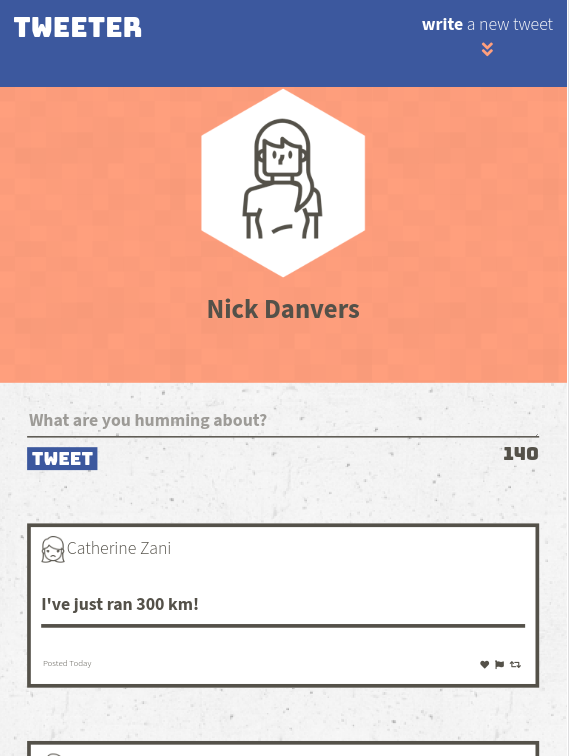 TWEETER
write a new tweet
Nick Danvers
What are you humming about?
TWEET
140
Catherine Zani
I've just ran 300 km!
Posted Today